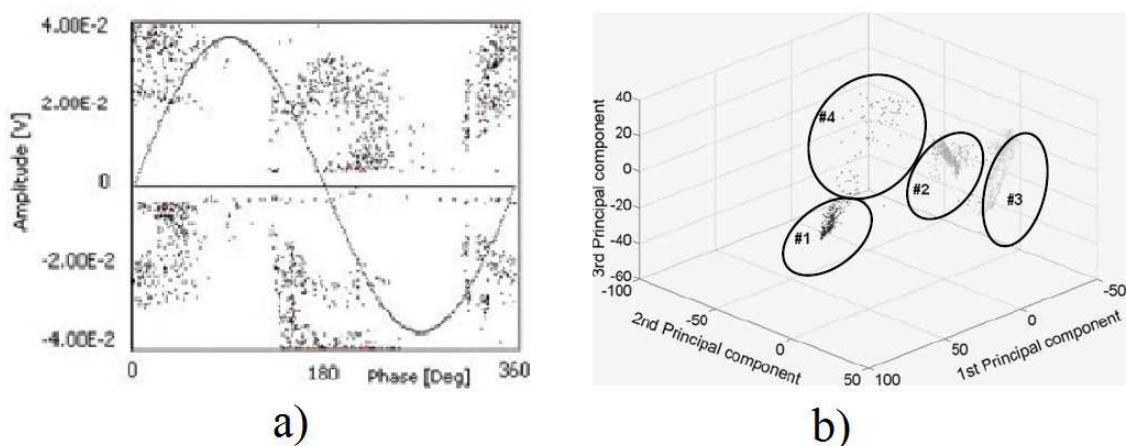 4.00E-2
2.00E-2
0
-2.00E-2
-4.00E-2
Amplitude [V]
0
180
Phase [Deg]
360
a)
b)
40
20
0
-20
-40
-60
3rd Principal component
-100
-50
0
50
2nd Principal component
100
50
0
-50
1st Principal component
#4
#2
#3
#1